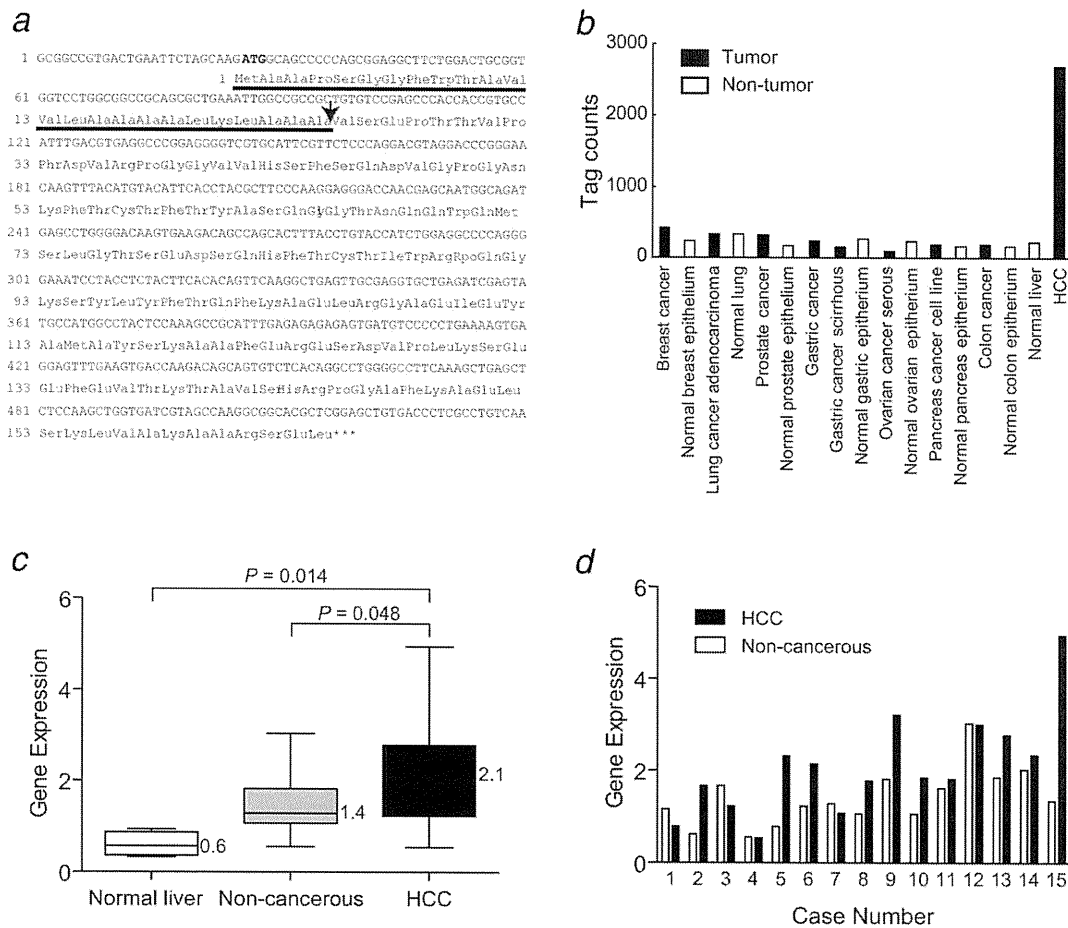 a
1 GCGGCCGTGACTGAATTCTAGCAAGATGGCAGCCCCCAGCGGAGGCTTCTGGACTGCGGT
1 MetAlaAlaProSerGlyGlyPheTrpThrAlaVal
61 GGTCCTGGCGGCCGCAGCGCTGAAATTGGCCGCCGCTGTGTCCGAGCCCACCACCGTGCC
13 ValLeuAlaAlaAlaAlaLeuLysLeuAlaAlaAlaValSerGluProThrThrValPro
121 ATTTGACGTGAGGCCCGGAGGGGTCGTGCATTCGTTCTCCCAGGACGTAGGACCCGGGAA
33 PhrAspValArgProGlyGlyValValHisSerPheSerGlnAspValGlyProGlyAsn
181 CAAGTTTACATGTACATTCACCTACGCTTCCCAAGGAGGGACCAACGAGCAATGGCAGAT
53 LysPheThrCysThrPheThrTyrAlaSerGlnGlyGlyThrAsnGlnGlnTrpGlnMet
241 GAGCCTGGGGACAAGTGAAGACAGCCAGCACTTTACCTGTACCATCTGGAGGCCCCAGGG
73 SerLeuGlyThrSerGluAspSerGlnHisPheThrCysThrIleTrpArgRpoGlnGly
301 GAAATCCTACCTCTACTTCACACAGTTCAAGGCAGAGTTGCGAGGTGCTGAGATCGAGTA
93 LysSerTyrLeuTyrPheThrGlnPheLysAlaGluLeuArgGlyAlaGluIleGluTyr
361 TGCCATGGCCTACTCCAAAGCCGCATTTGAGAGAGAGAGTGATGTCCCCCTGAAAAGTGA
113 AlaMetAlaTyrSerLysAlaAlaPheGluArgGluSerAspValProLeuLysSerGlu
421 GGAGTTTGAAGTGACCAAGACAGCAGTGTCTCACAGGCCTGGGGCCTTCAAAGCTGAGCT
133 GluPheGluValThrLysThrAlaValSeHisArgProGlyAlaPheLysAlaGluLeu
481 CTCCAAGCTGGTGATCGTAGCCAAGGCGGCACGCTCGGAGCTGTGACCCTCGCCTGTCAA
153 SerLysLeuValAlaLysAlaAlaArgSerGluLeu***
b
3000
2000
1000
0
Tag counts
Tumor
Non-tumor
Breast cancer
Normal breast epithelium
Lung cancer adenocarcinoma
Normal lung
Prostate cancer
Normal prostate epithelium
Gastric cancer
Gastric cancer scirrhous
Normal gastric epitherium
Ovarian cancer serous
Normal ovarian epitherium
Pancreas cancer cell line
Normal pancreas epitherium
Colon cancer
Normal colon epitherium
Normal liver
HCC
c
P = 0.014
P = 0.048
6
4
2
0
Gene Expression
0.6
1.4
2.1
Normal liver Non-cancerous HCC
d
HCC
Non-cancerous
6
4
2
0
Gene Expression
1 2 3 4 5 6 7 8 9 10 11 12 13 14 15
Case Number